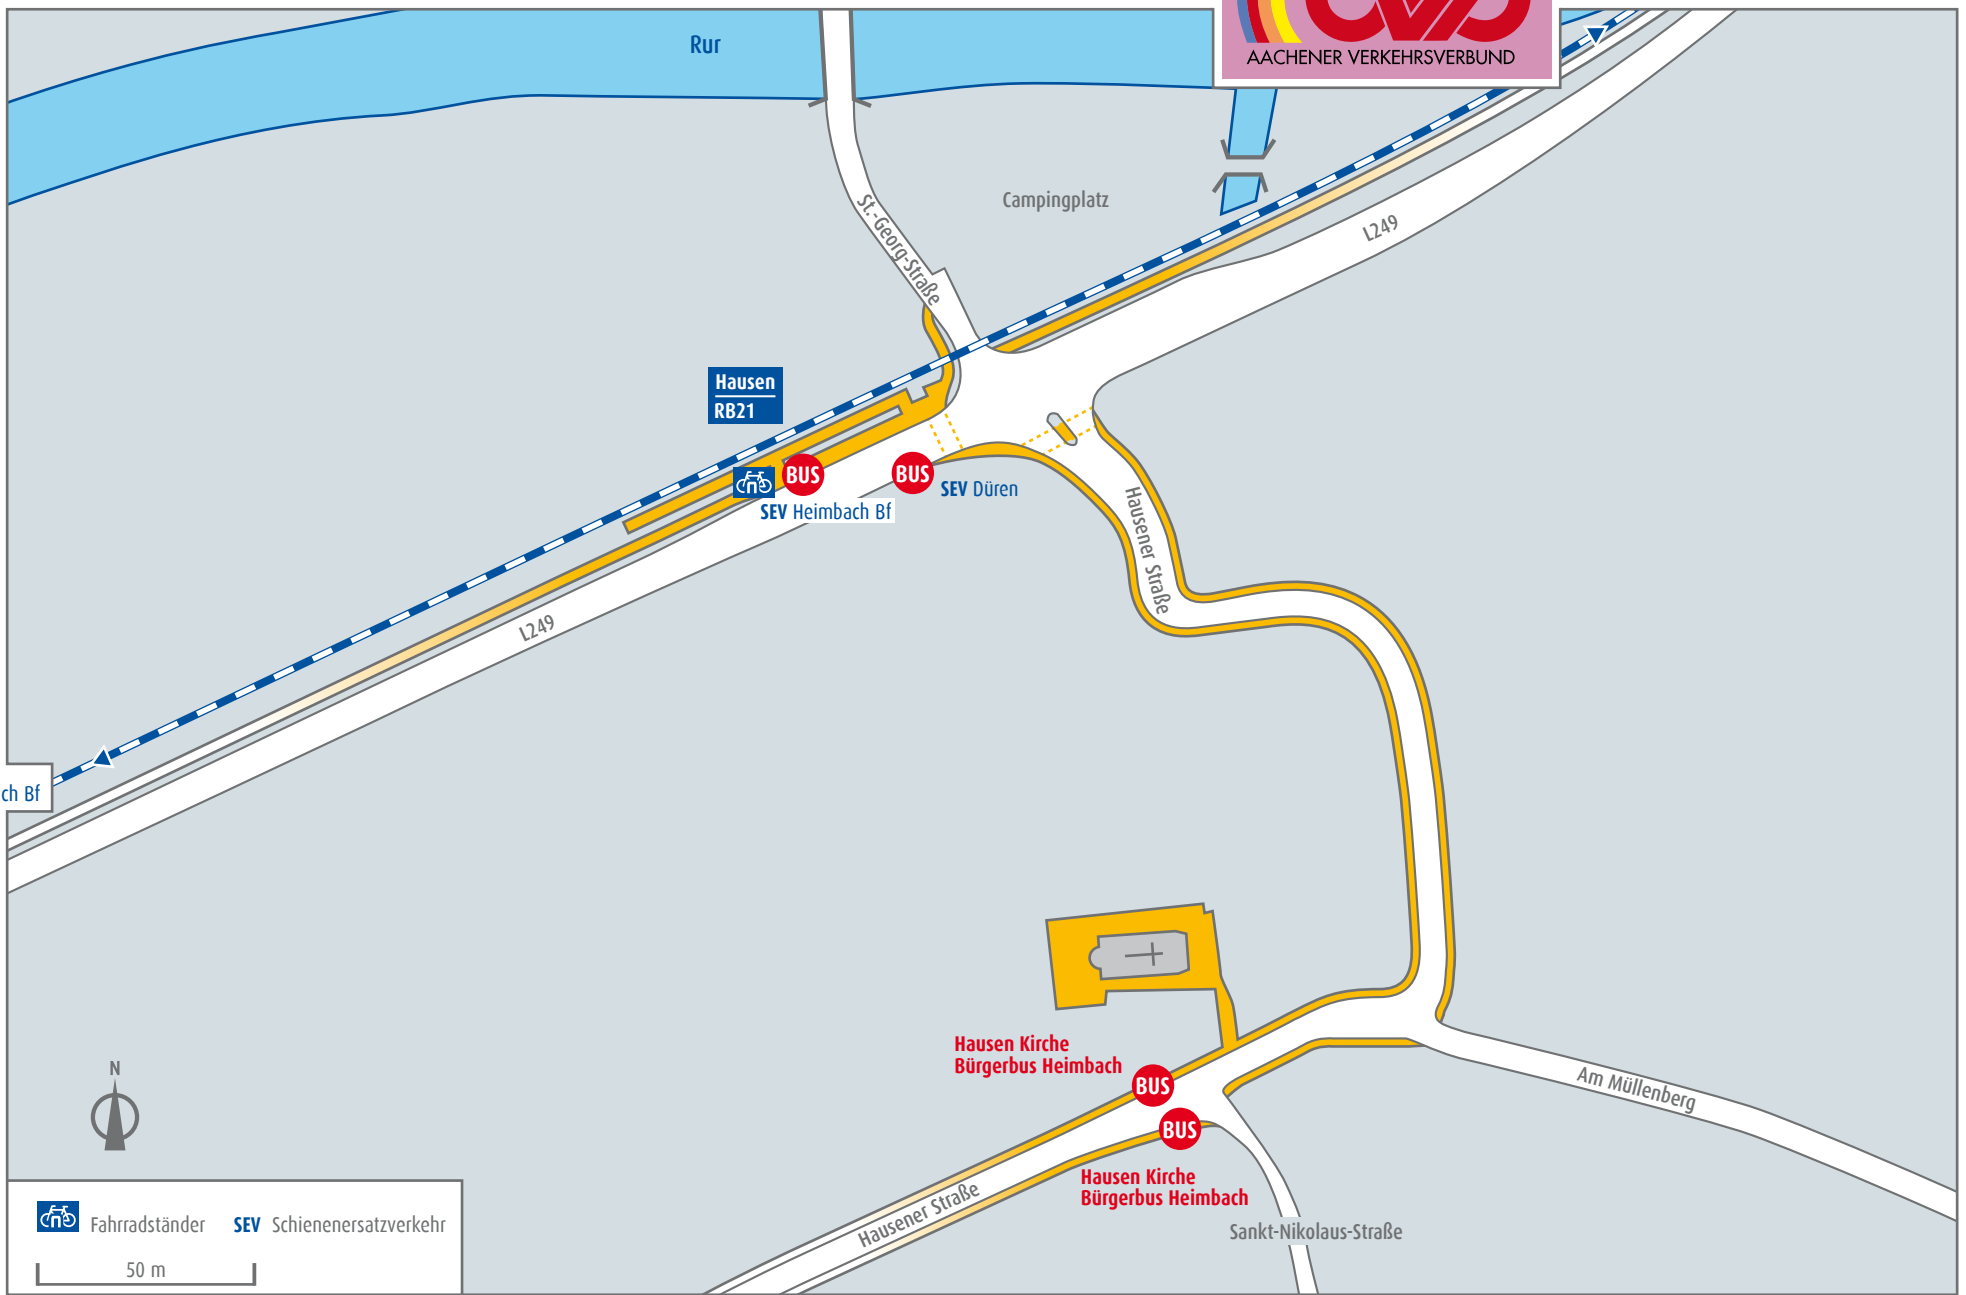 Rur
AACHENER VERKEHRSVERBUND
Campingplatz
St.-Georg-Straße
L249
Hausen
RB21
BUS
BUS
SEV Düren
SEV Heimbach Bf
Hausener Straße
L249
ch Bf
Hausen Kirche
Bürgerbus Heimbach
BUS
BUS
Hausen Kirche
Bürgerbus Heimbach
Am Müllenberg
Hausener Straße
Sankt-Nikolaus-Straße
N
Fahrradständer SEV Schienenersatzverkehr
50 m